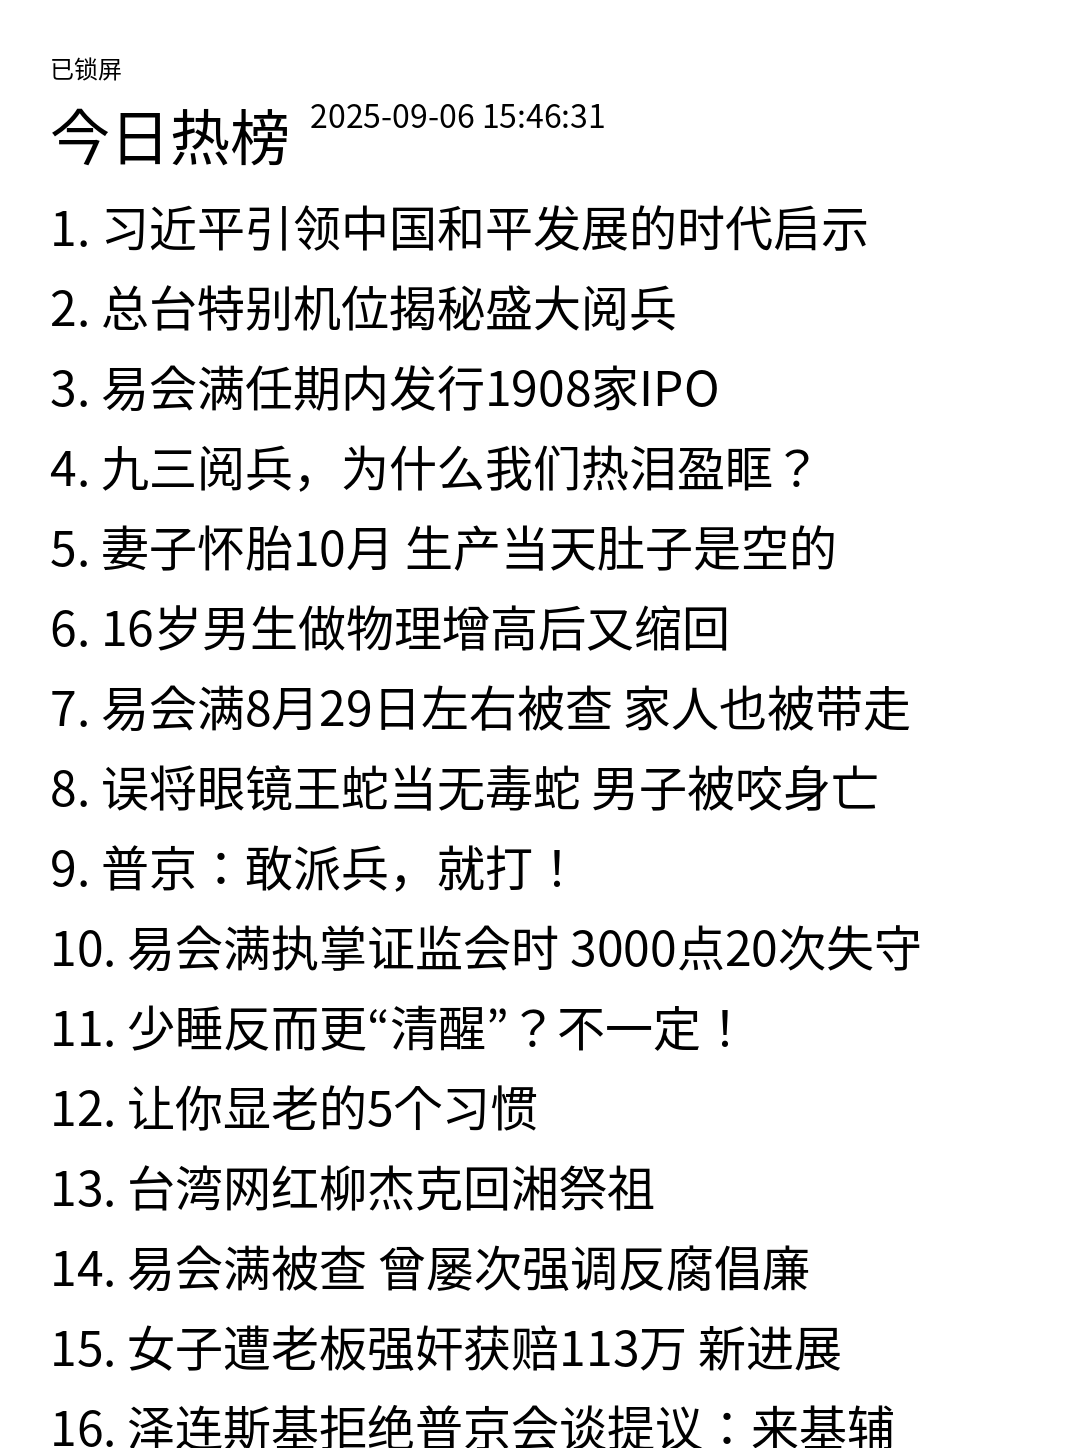 已锁屏
今日热榜 2025-09-06 15:46:31
1. 习近平引领中国和平发展的时代启示
2. 总台特别机位揭秘盛大阅兵
3. 易会满任期内发行1908家IPO
4. 九三阅兵，为什么我们热泪盈眶？
5. 妻子怀胎10月 生产当天肚子是空的
6. 16岁男生做物理增高后又缩回
7. 易会满8月29日左右被查 家人也被带走
8. 误将眼镜王蛇当无毒蛇 男子被咬身亡
9. 普京：敢派兵，就打！
10. 易会满执掌证监会时 3000点20次失守
11. 少睡反而更“清醒”？不一定！
12. 让你显老的5个习惯
13. 台湾网红柳杰克回湘祭祖
14. 易会满被查 曾屡次强调反腐倡廉
15. 女子遭老板强奸获赔113万 新进展
16. 泽连斯基拒绝普京会谈提议：来基辅